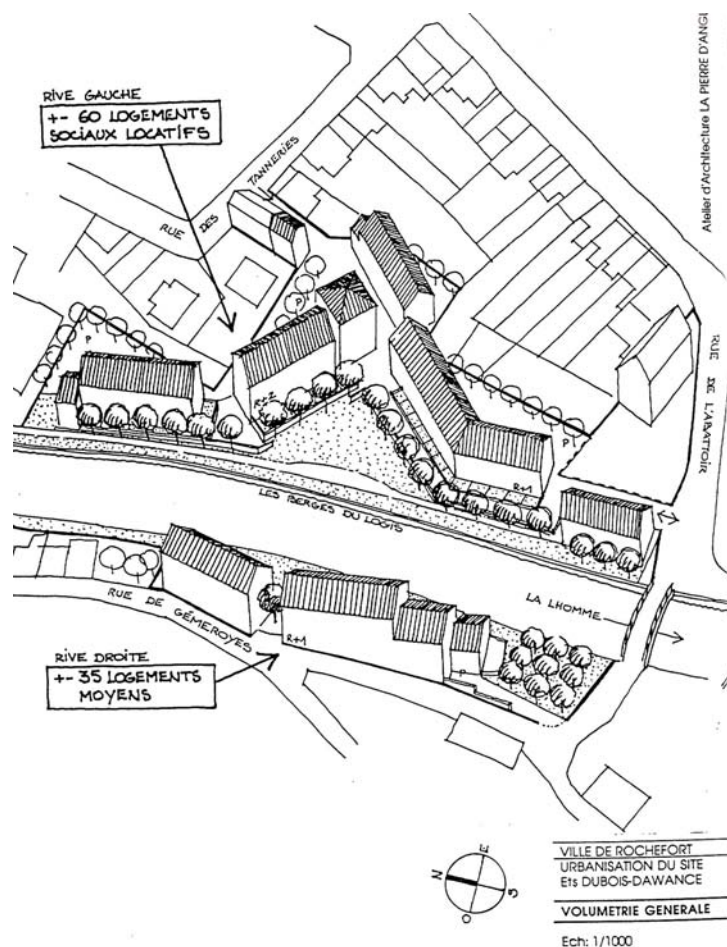 RIVE GAUCHE
+- 60 LOGEMENTS
SOCIAUX LOCATIFS
RUE DES TANNERIES
Atelier d'Architecture LA PIERRE D'ANGL
RUE DE L'ABATTOIR
P
P
R+2
P
R+1
LES BERGES DU LOGIS
LA LHOMME
RUE DE GÉMEROYES
R+1
P
RIVE DROITE
+- 35 LOGEMENTS
MOYENS
N
E
S
O
VILLE DE ROCHEFORT
URBANISATION DU SITE
Ets DUBOIS-DAWANCE
VOLUMETRIE GENERALE
Ech: 1/1000